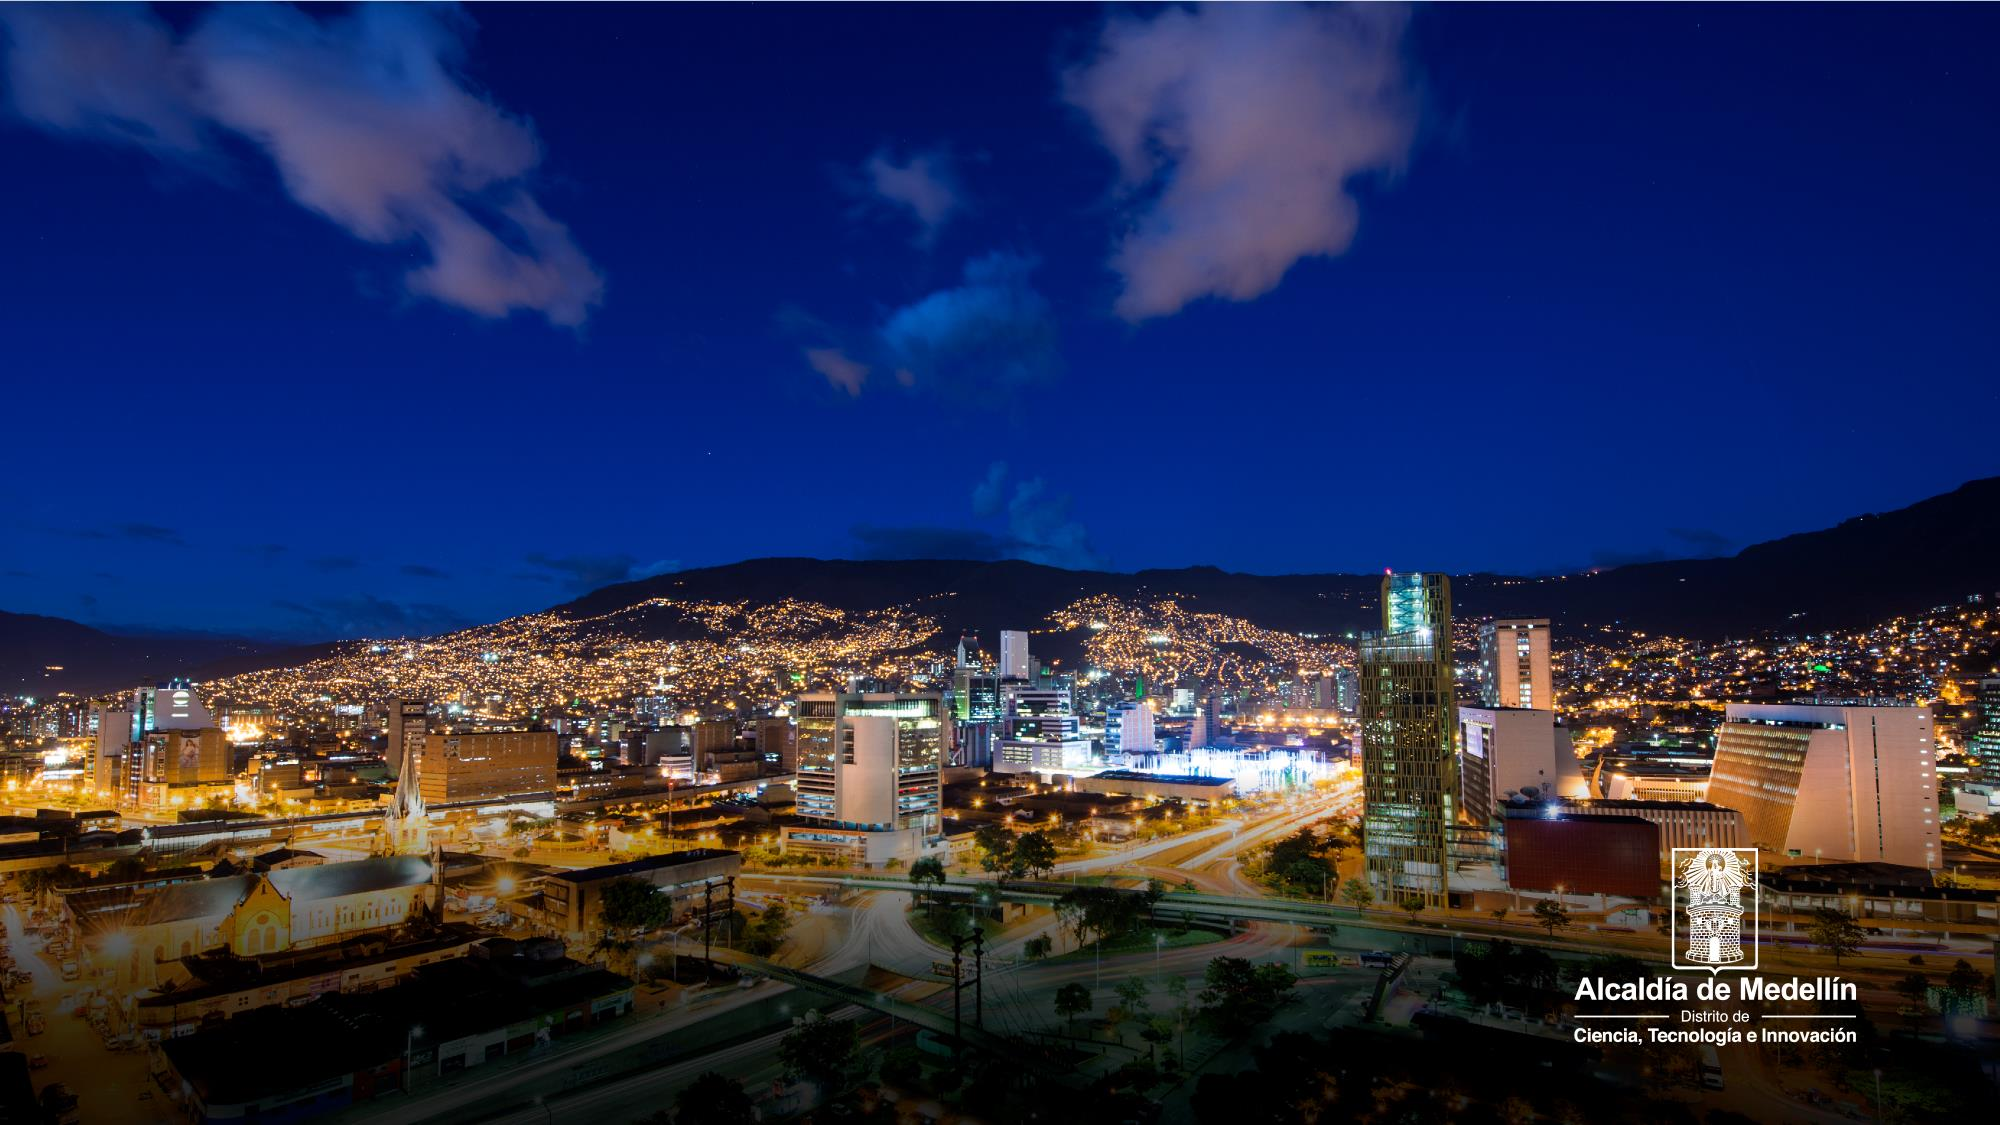 Alcaldía de Medellín
Distrito de
Ciencia, Tecnología e Innovación